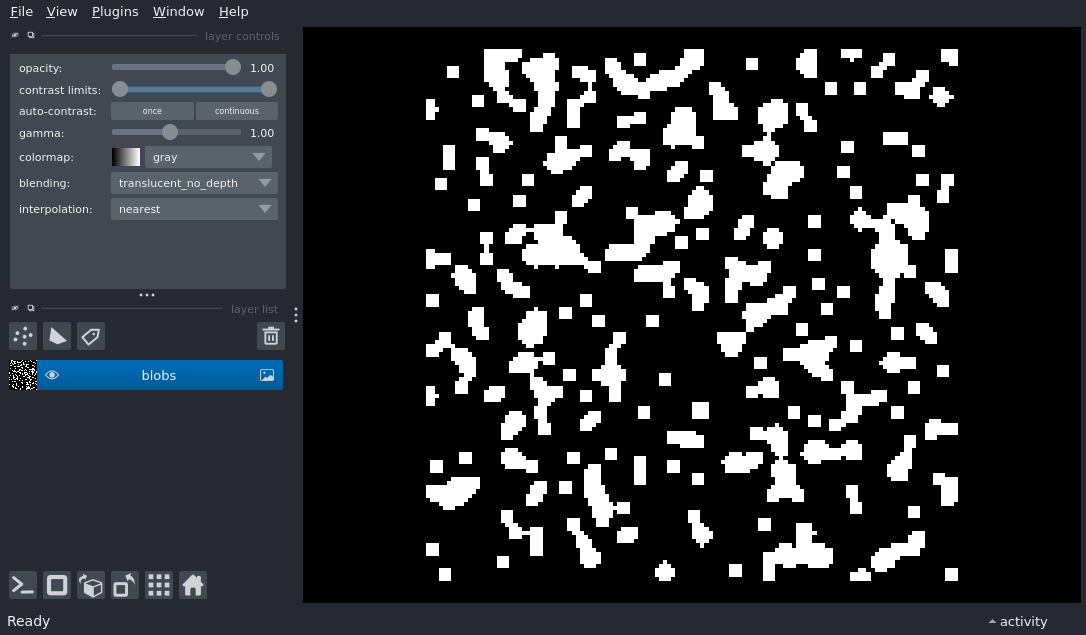 File View Plugins Window Help
layer controls
opacity: 1.00
contrast limits:
auto-contrast: once continuous
gamma: 1.00
colormap: gray
blending: translucent_no_depth
interpolation: nearest
layer list
blobs
Ready activity